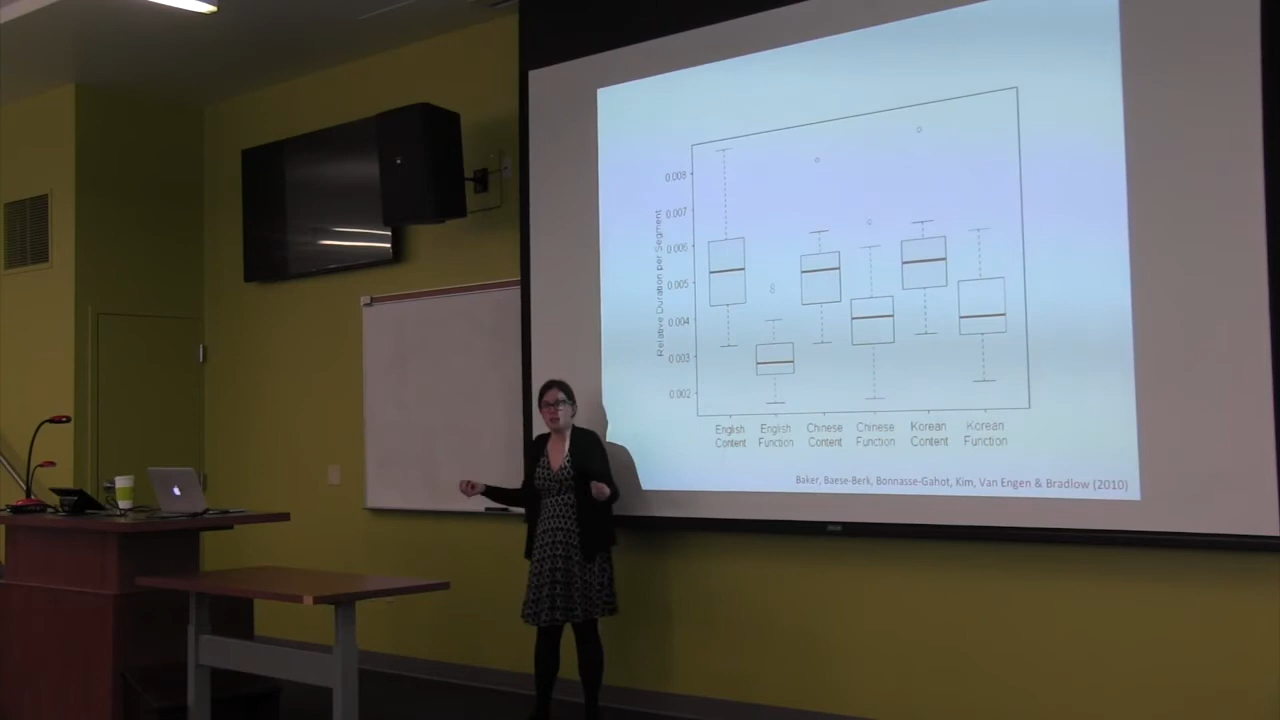 Relative Duration per Segment
0.008
0.007
0.006
0.005
0.004
0.003
0.002
English Content
English Function
Chinese Content
Chinese Function
Korean Content
Korean Function
Baker, Baese-Berk, Bonnasse-Gahot, Kim, Van Engen & Bradlow (2010)